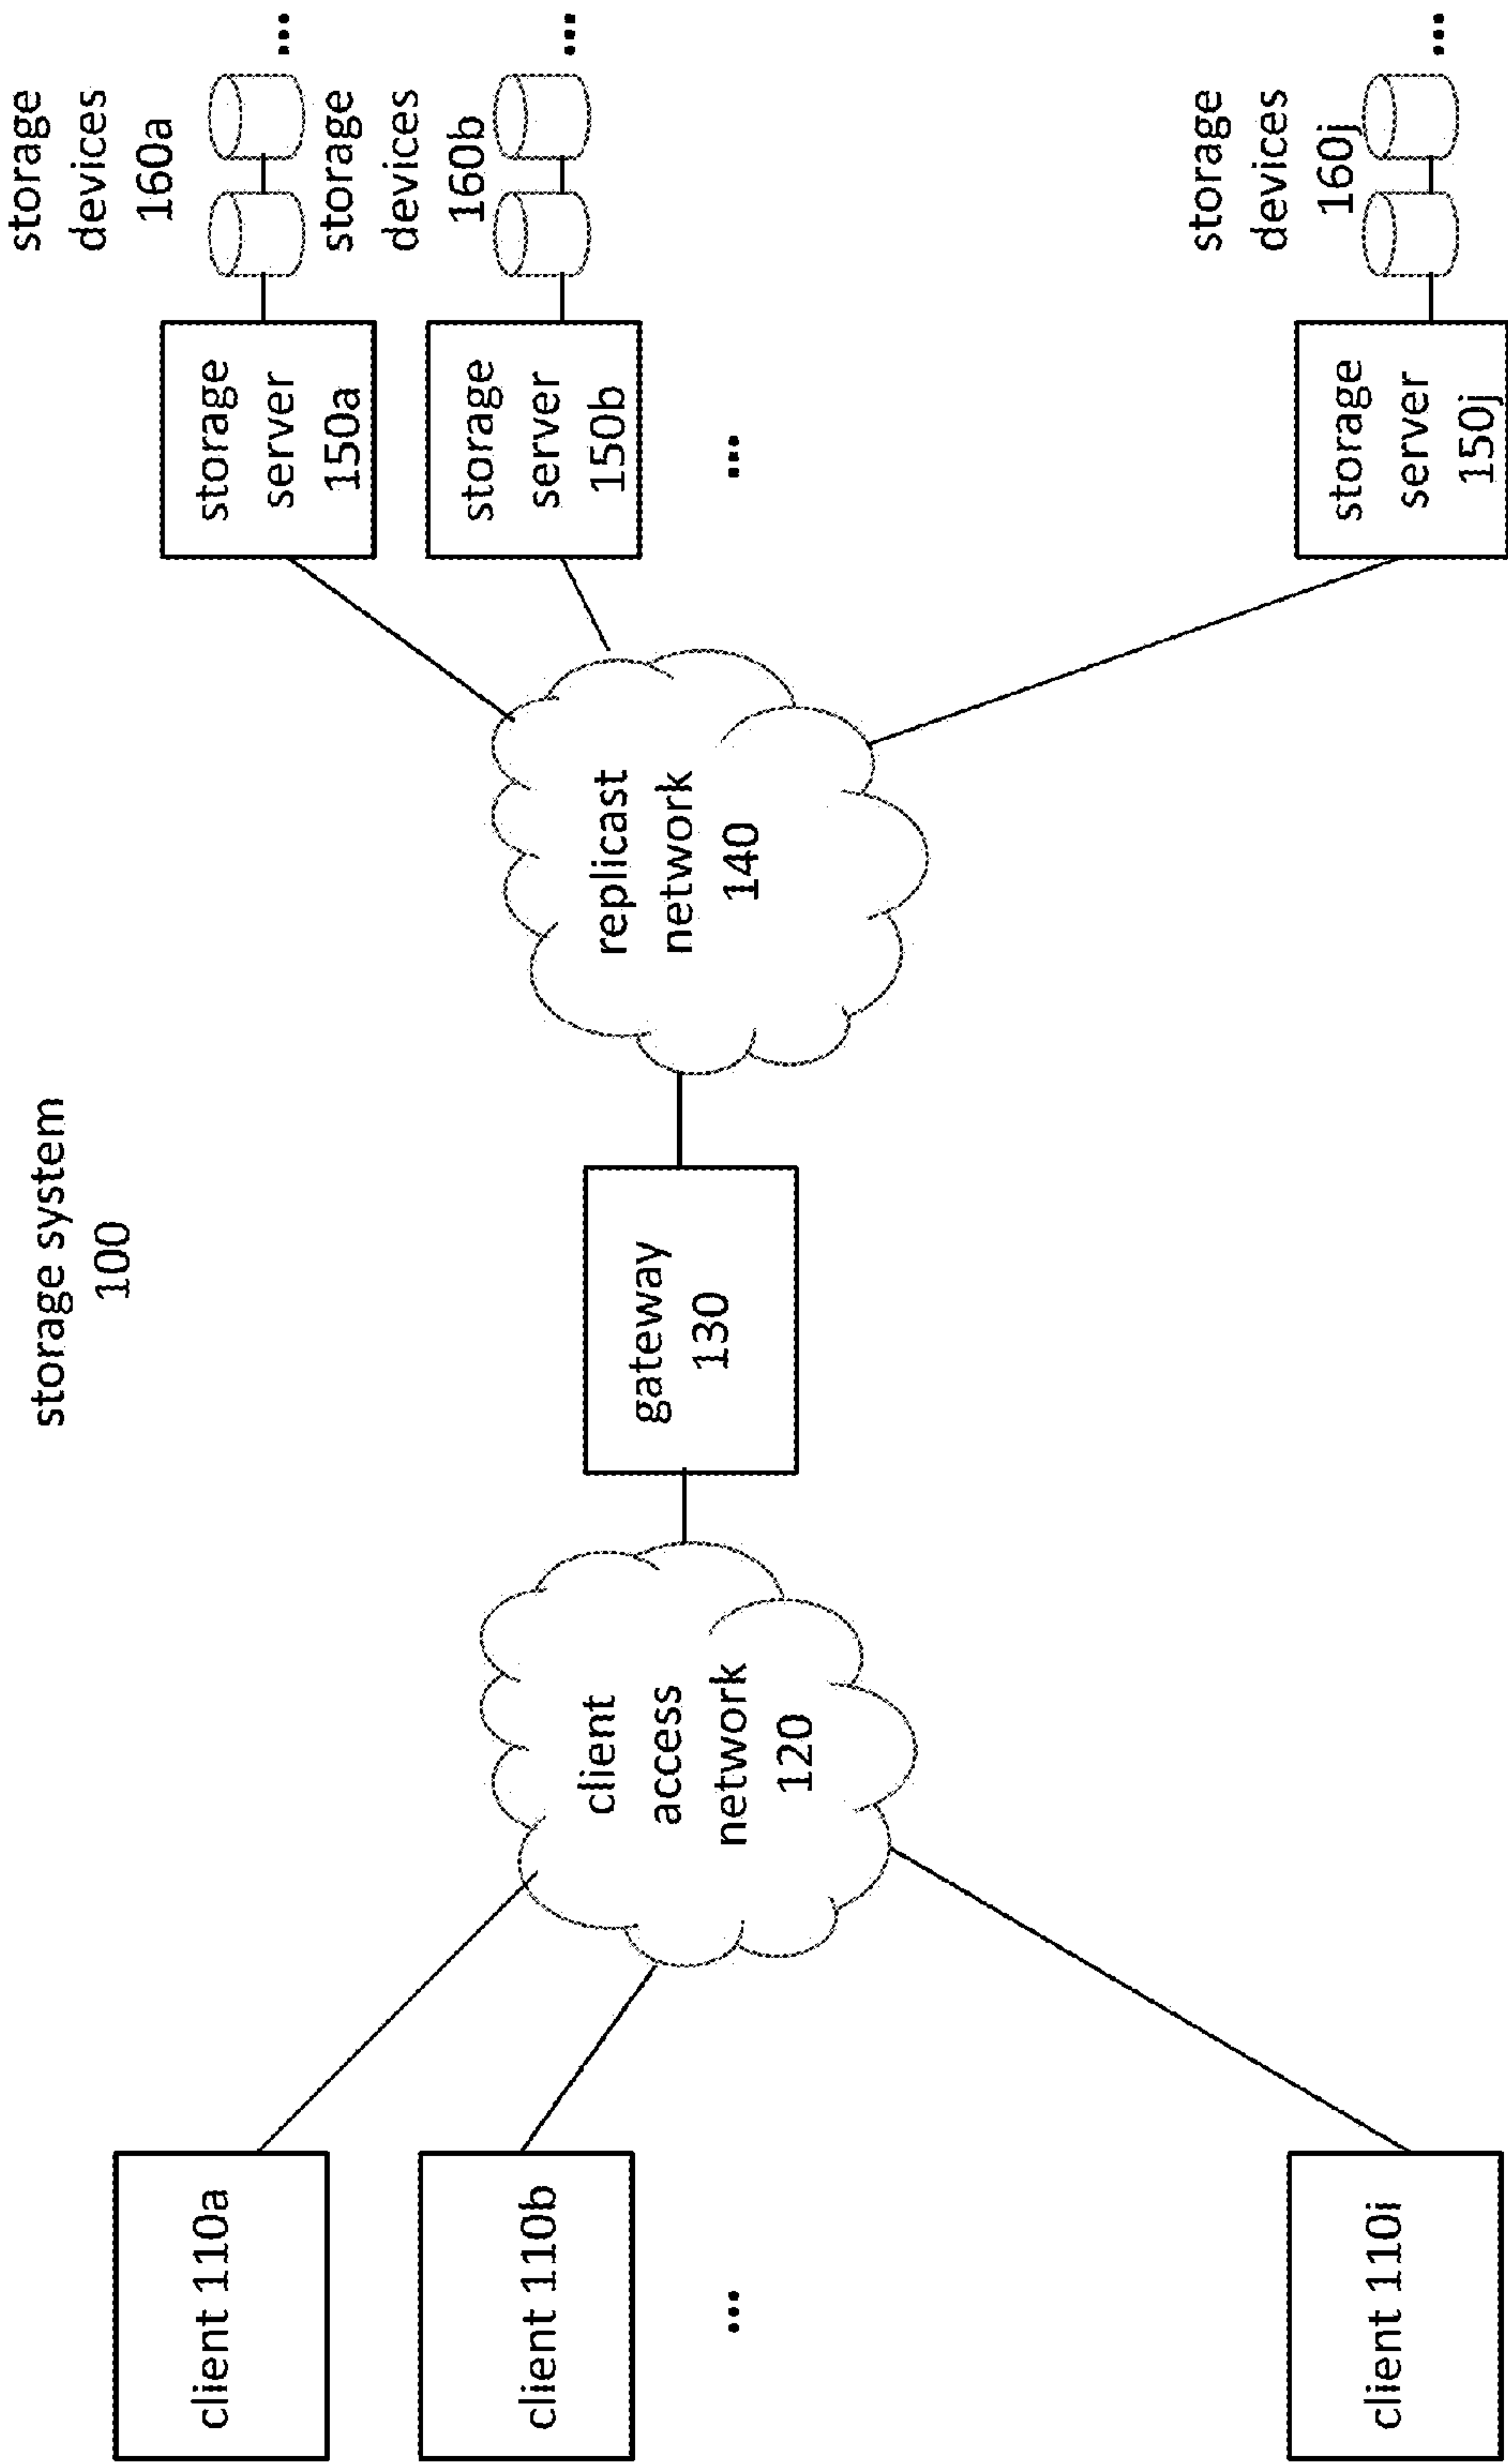 storage system
100
client 110a
client 110b
...
client 110i
client
access
network
120
gateway
130
replicast
network
140
storage
server
150a
storage
server
150b
...
storage
server
150j
storage
devices
160a
...
storage
devices
160b
...
storage
devices
160j
...